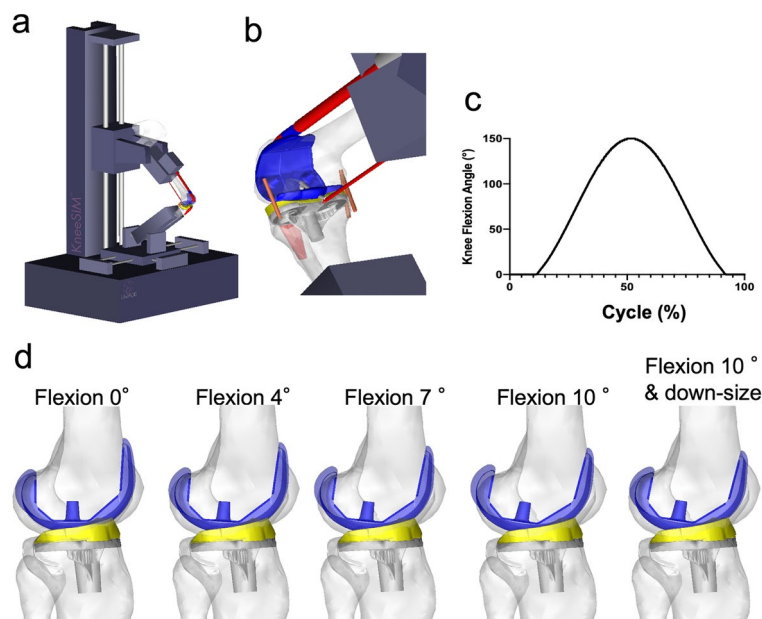 a
b
c
KneeSIM
150
100
50
0
Knee Flexion Angle (°)
0
50
100
Cycle (%)
d
Flexion 0°
Flexion 4°
Flexion 7 °
Flexion 10 °
Flexion 10 °
& down-size